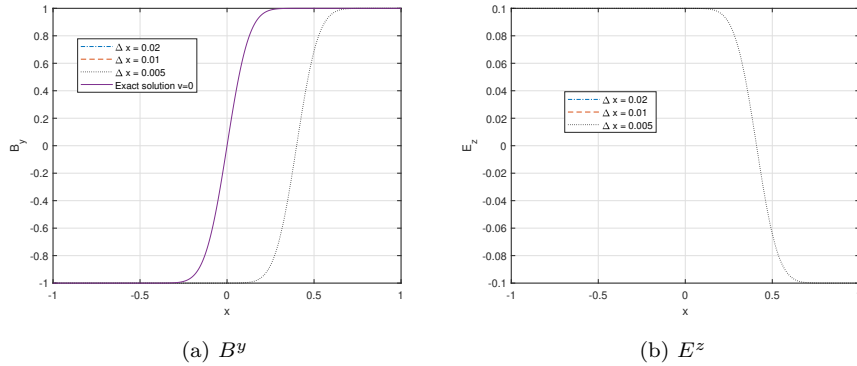 1
0.8
0.6
0.4
0.2
0
-0.2
-0.4
-0.6
-0.8
-1
B_y
Δ x = 0.02
Δ x = 0.01
Δ x = 0.005
Exact solution v=0
-1 -0.5 0 0.5 1
x
(a) B^y
0.1
0.08
0.06
0.04
0.02
0
-0.02
-0.04
-0.06
-0.08
-0.1
E_z
Δ x = 0.02
Δ x = 0.01
Δ x = 0.005
-1 -0.5 0 0.5
x
(b) E^z